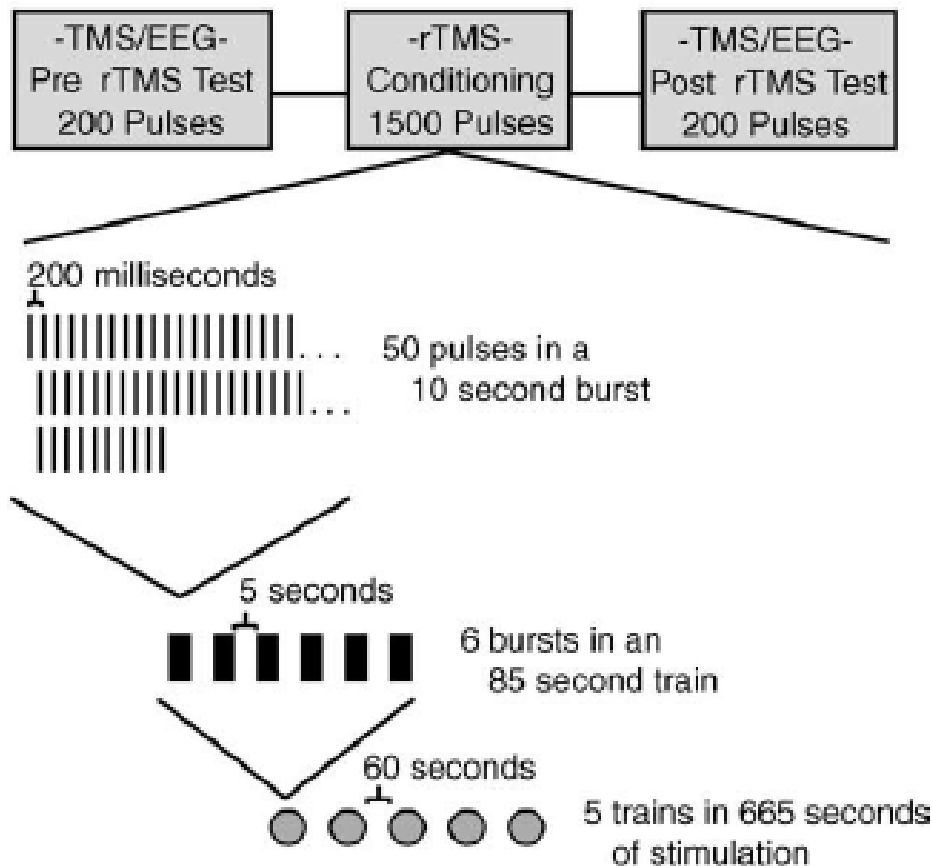 -TMS/EEG-
Pre rTMS Test
200 Pulses
-rTMS-
Conditioning
1500 Pulses
-TMS/EEG-
Post rTMS Test
200 Pulses
200 milliseconds
...
50 pulses in a
10 second burst
...
5 seconds
6 bursts in an
85 second train
60 seconds
5 trains in 665 seconds
of stimulation